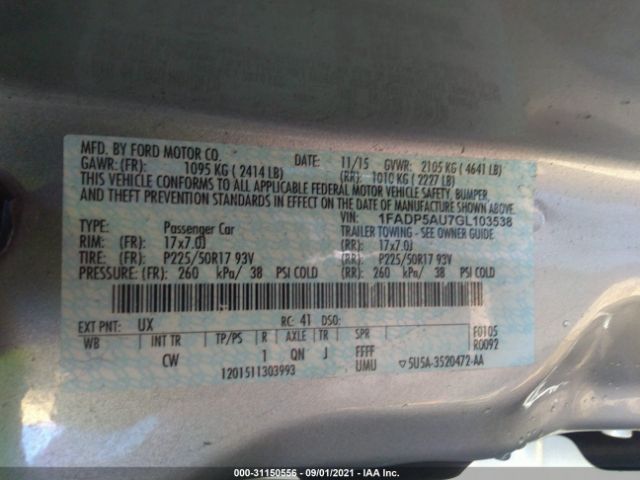 MFD. BY FORD MOTOR CO.
DATE: 11/15 GVWR: 2105 KG ( 4641 LB)
GAWR: (FR): 1095 KG ( 2414 LB) (RR): 1010 KG ( 2227 LB)
THIS VEHICLE CONFORMS TO ALL APPLICABLE FEDERAL MOTOR VEHICLE SAFETY, BUMPER,
AND THEFT PREVENTION STANDARDS IN EFFECT ON THE DATE OF MANUFACTURE SHOWN ABOVE.
VIN: 1FADP5AU7GL103538
TYPE: Passenger Car TRAILER TOWING - SEE OWNER GUIDE
RIM: (FR): 17x7.0J (RR): 17x7.0J
TIRE: (FR): P225/50R17 93V (RR): P225/50R17 93V
PRESSURE: (FR): 260 kPa/ 38 PSI COLD (RR): 260 kPa/ 38 PSI COLD
EXT PNT: UX RC: 41 DSO: F0105
WB INT TR TP/PS R AXLE TR SPR R0092
CW 1 QN J FFFF
1201511303993 UMU ▽5U5A-3520472-AA
000-31150556 - 09/01/2021 - IAA Inc.